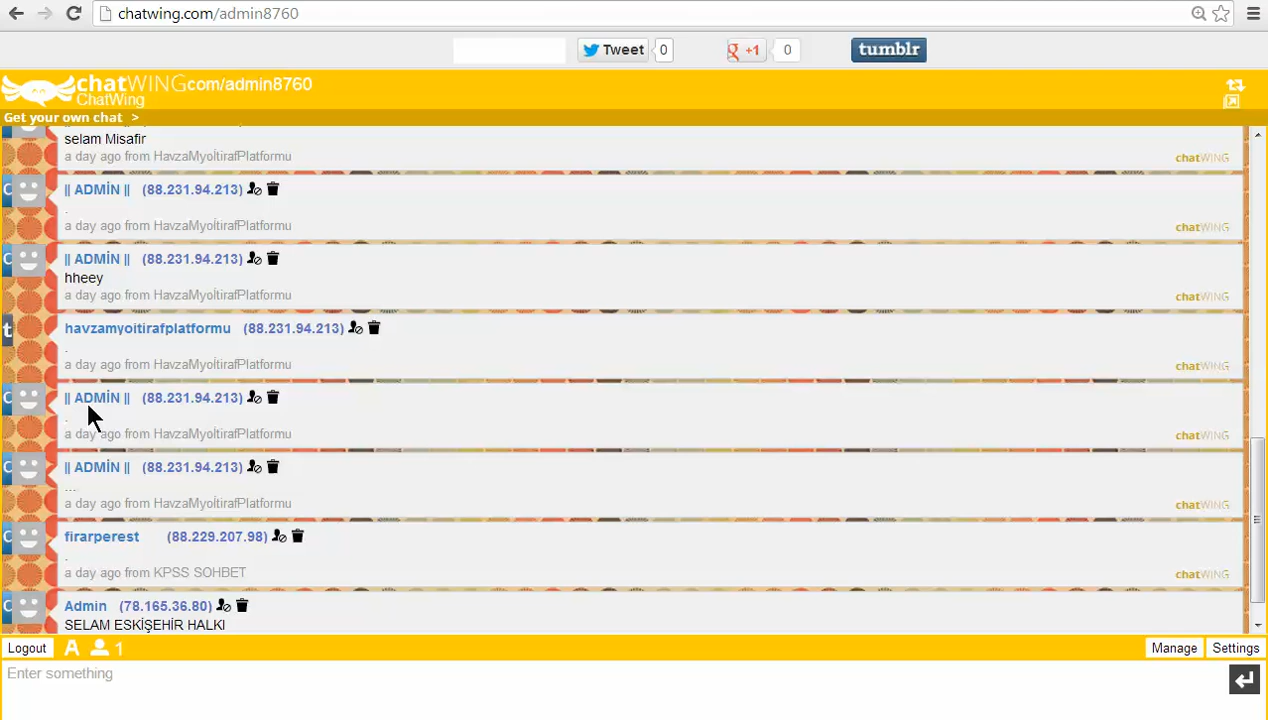 chatwing.com/admin8760
Tweet 0
g +1 0
tumblr
chatWINGcom/admin8760
ChatWing
Get your own chat >
selam Misafir
a day ago from HavzaMyoİtirafPlatformu
chatWING
|| ADMİN || (88.231.94.213)
.
a day ago from HavzaMyoİtirafPlatformu
chatWING
|| ADMİN || (88.231.94.213)
hheey
a day ago from HavzaMyoİtirafPlatformu
chatWING
t
havzamyoitirafplatformu (88.231.94.213)
.
a day ago from HavzaMyoİtirafPlatformu
chatWING
|| ADMİN || (88.231.94.213)
.
a day ago from HavzaMyoİtirafPlatformu
chatWING
|| ADMİN || (88.231.94.213)
...
a day ago from HavzaMyoİtirafPlatformu
chatWING
firarperest (88.229.207.98)
.
a day ago from KPSS SOHBET
chatWING
Admin (78.165.36.80)
SELAM ESKİŞEHİR HALKI
Logout A 1 Manage Settings
Enter something